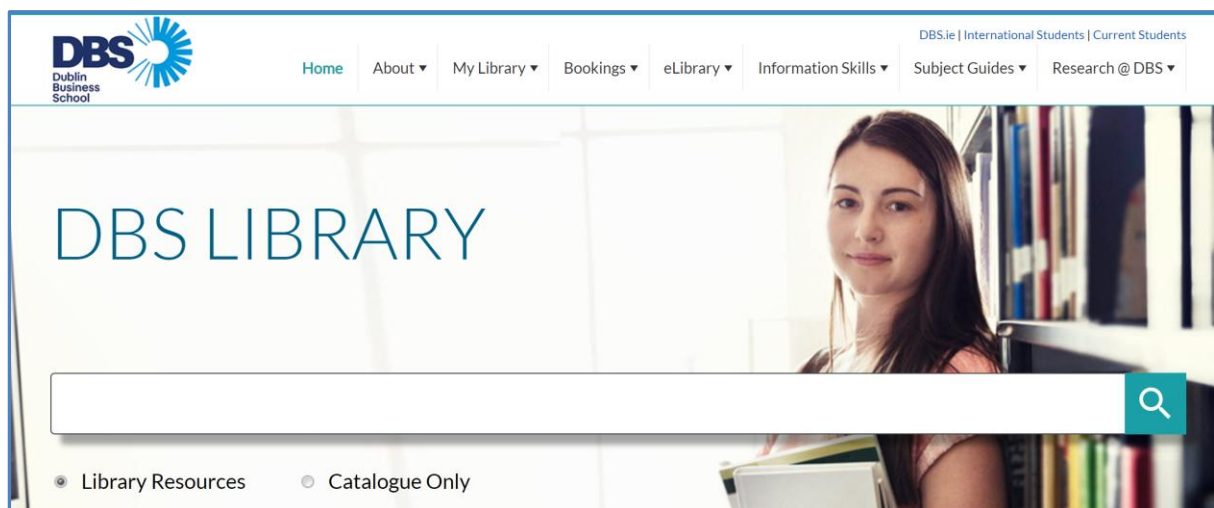 DBS
Dublin
Business
School
DBS.ie | International Students | Current Students
Home About ▾ My Library ▾ Bookings ▾ eLibrary ▾ Information Skills ▾ Subject Guides ▾ Research @ DBS ▾
DBS LIBRARY
Library Resources Catalogue Only